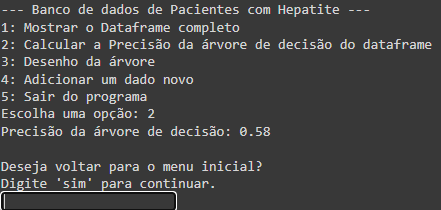 --- Banco de dados de Pacientes com Hepatite ---
1: Mostrar o Dataframe completo
2: Calcular a Precisão da árvore de decisão do dataframe
3: Desenho da árvore
4: Adicionar um dado novo
5: Sair do programa
Escolha uma opção: 2
Precisão da árvore de decisão: 0.58
Deseja voltar para o menu inicial?
Digite 'sim' para continuar.